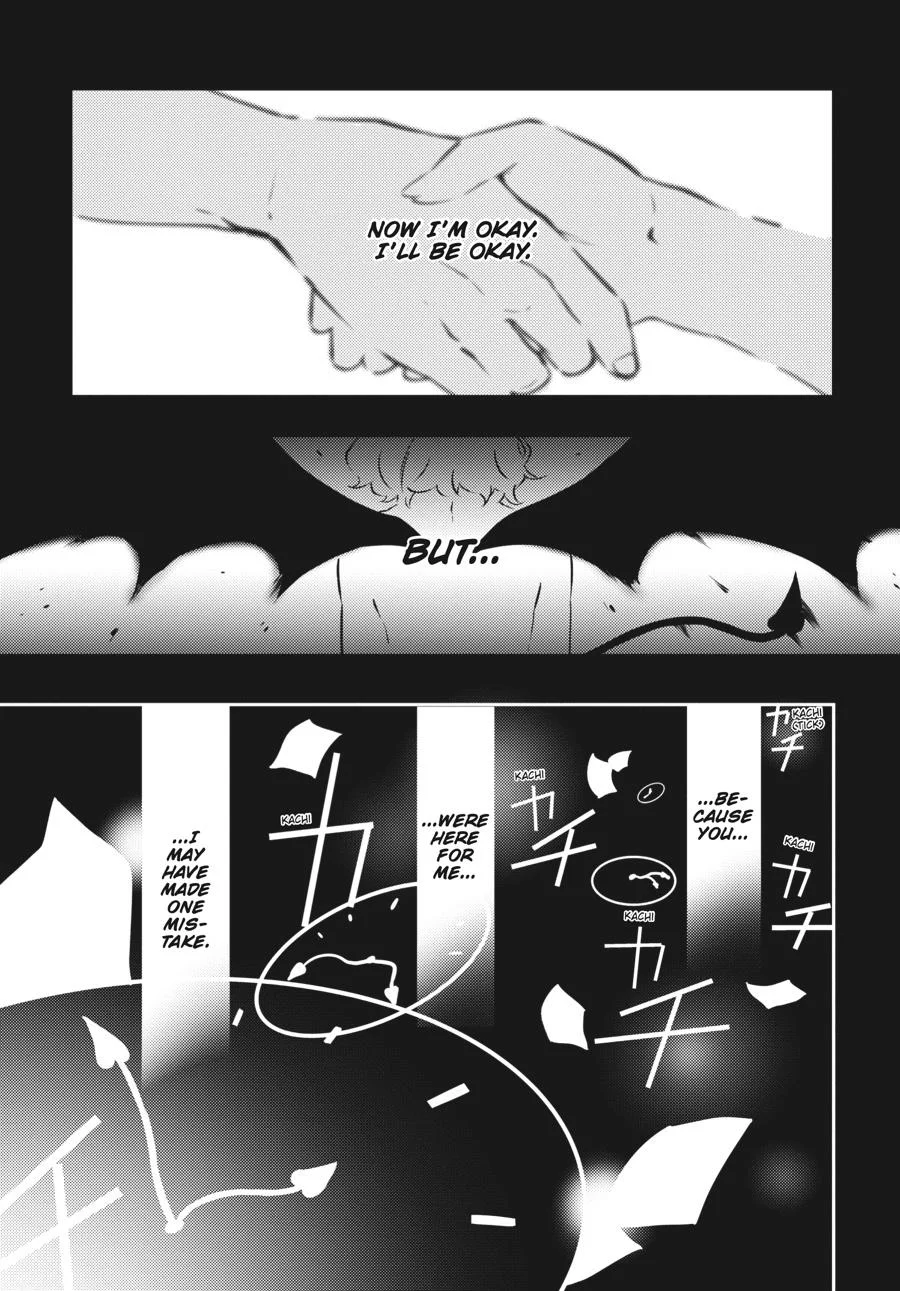 NOW I'M OKAY.
I'LL BE OKAY.
BUT...
カチ
KACHI
(TICK)
カチ
KACHI
...BE-
CAUSE
YOU...
カチ
KACHI
カチ
KACHI
...WERE
HERE
FOR
ME...
カ
KACHI
...I
MAY
HAVE
MADE
ONE
MIS-
TAKE.
チ